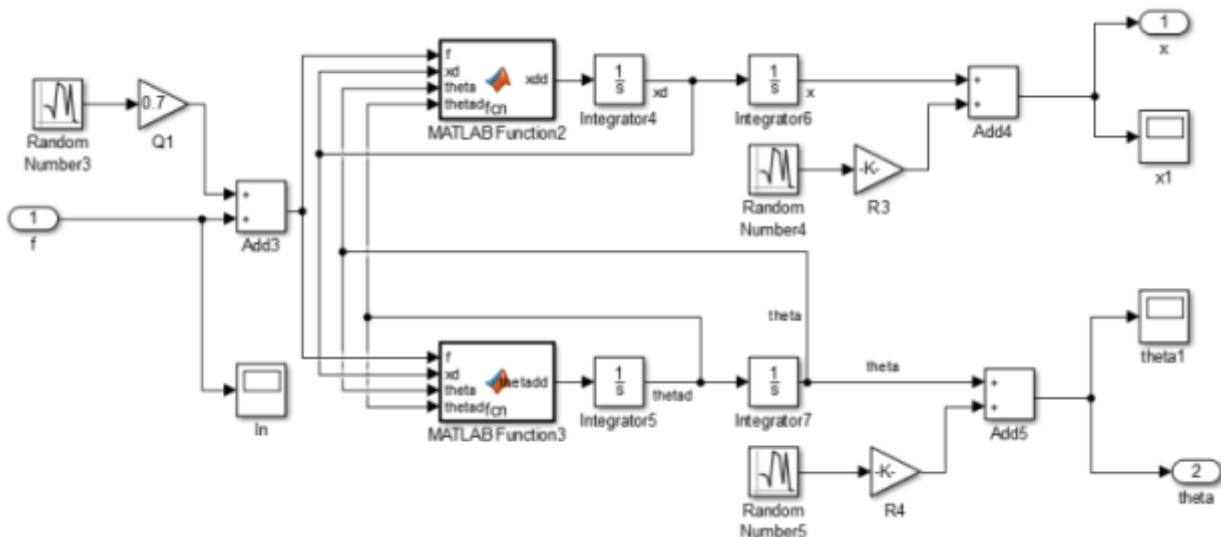 f
xd
theta
thetad
fcn
xdd
MATLAB Function2
1
s
Integrator4
xd
1
s
Integrator6
x
+
+
Add4
1
x
x1
Random
Number3
0.7
Q1
1
f
+
+
Add3
In
Random
Number4
-K-
R3
theta
f
xd
theta
thetad
fcn
thetadd
MATLAB Function3
1
s
Integrator5
thetad
1
s
Integrator7
theta
+
+
Add5
theta1
2
theta
Random
Number5
-K-
R4